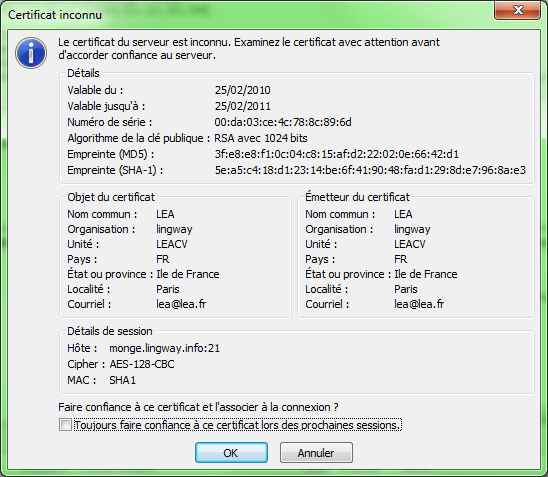 Certificat inconnu
Le certificat du serveur est inconnu. Examinez le certificat avec attention avant
d'accorder confiance au serveur.
Détails
Valable du : 25/02/2010
Valable jusqu'à : 25/02/2011
Numéro de série : 00:da:03:ce:4c:78:8c:89:6d
Algorithme de la clé publique : RSA avec 1024 bits
Empreinte (MD5) : 3f:e8:e8:f1:0c:04:c8:15:af:d2:22:02:0e:66:42:d1
Empreinte (SHA-1) : 5e:a5:c4:18:d1:23:14:be:6f:41:90:48:fa:d1:29:8d:e7:96:8a:e3
Objet du certificat
Nom commun : LEA
Organisation : lingway
Unité : LEACV
Pays : FR
État ou province : Ile de France
Localité : Paris
Courriel : lea@lea.fr
Émetteur du certificat
Nom commun : LEA
Organisation : lingway
Unité : LEACV
Pays : FR
État ou province : Ile de France
Localité : Paris
Courriel : lea@lea.fr
Détails de session
Hôte : monge.lingway.info:21
Cipher : AES-128-CBC
MAC : SHA1
Faire confiance à ce certificat et l'associer à la connexion ?
Toujours faire confiance à ce certificat lors des prochaines sessions.
OK Annuler